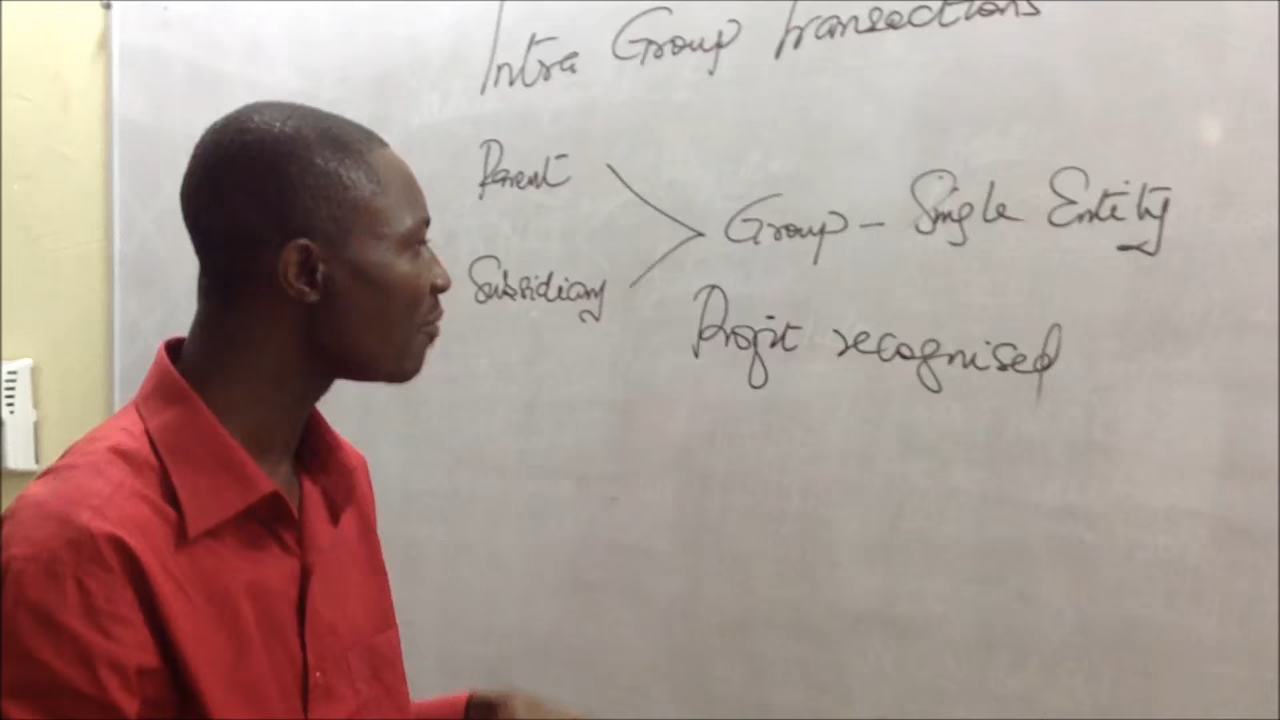 Intra Group transactions
Parent
Group - Single Entity
Subsidiary
Profit recognised